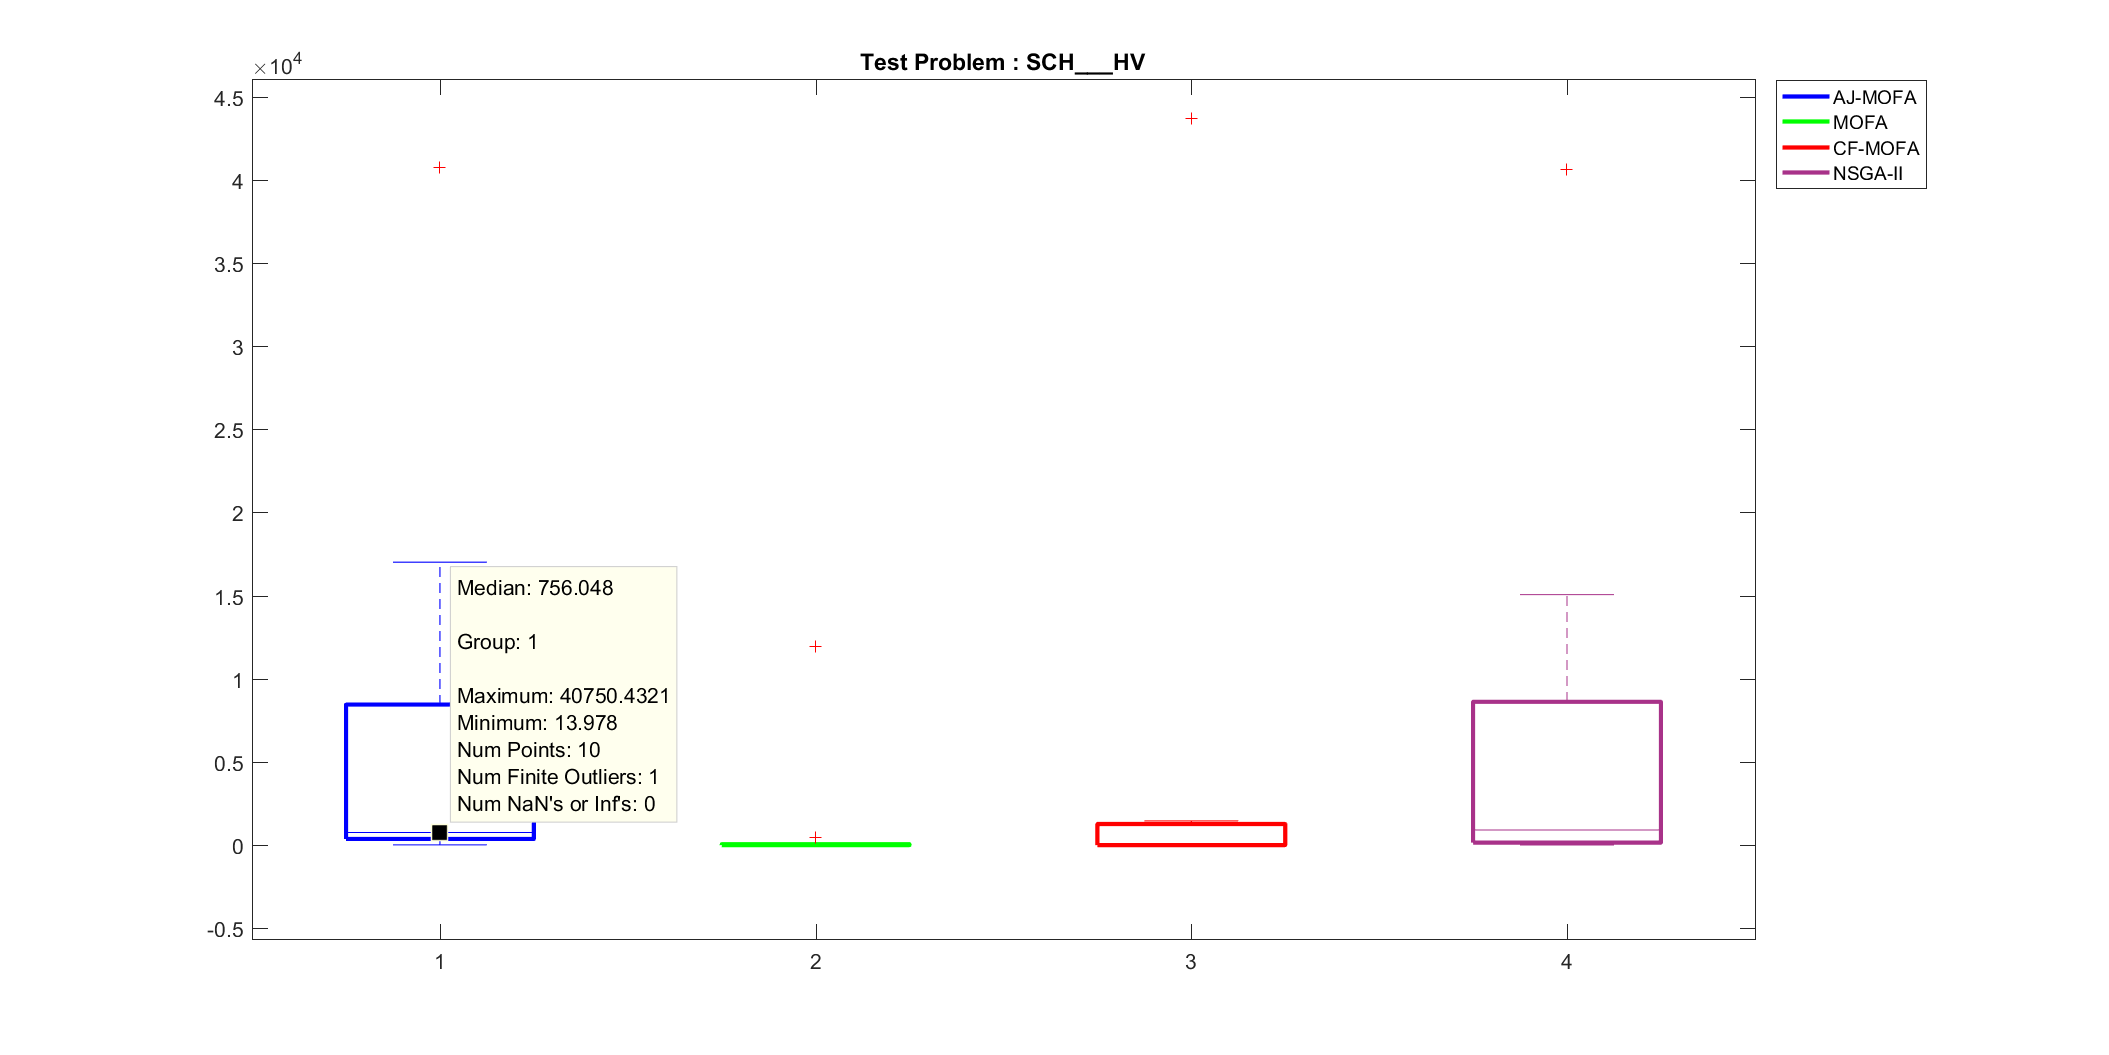 Test Problem : SCH___HV
×10⁴
4.5
4
3.5
3
2.5
2
1.5
1
0.5
0
-0.5
1
2
3
4
AJ-MOFA
MOFA
CF-MOFA
NSGA-II
Median: 756.048
Group: 1
Maximum: 40750.4321
Minimum: 13.978
Num Points: 10
Num Finite Outliers: 1
Num NaN's or Inf's: 0